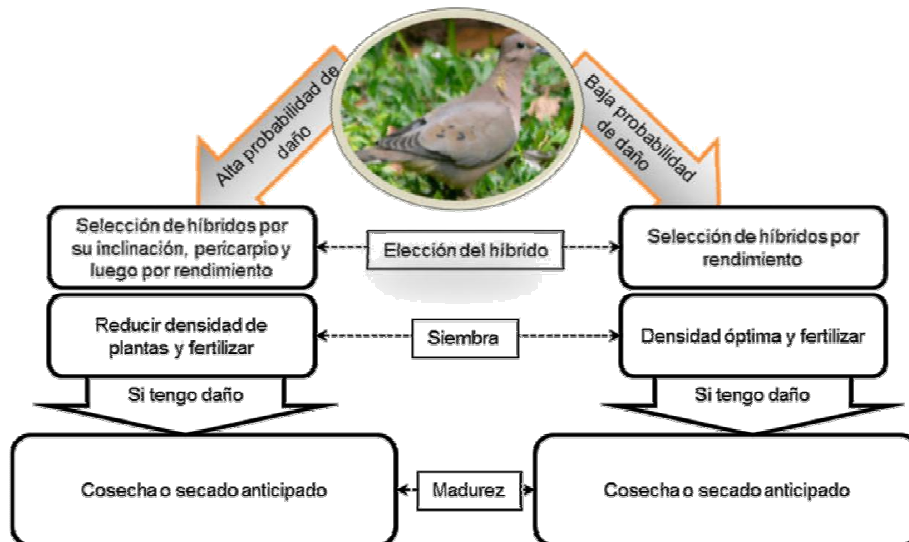 Alta probabilidad de
daño
Baja probabilidad
de daño
Selección de híbridos por
su inclinación, pericarpio y
luego por rendimiento
Elección del híbrido
Selección de híbridos por
rendimiento
Reducir densidad de
plantas y fertilizar
Siembra
Densidad óptima y fertilizar
Si tengo daño
Si tengo daño
Cosecha o secado anticipado
Madurez
Cosecha o secado anticipado